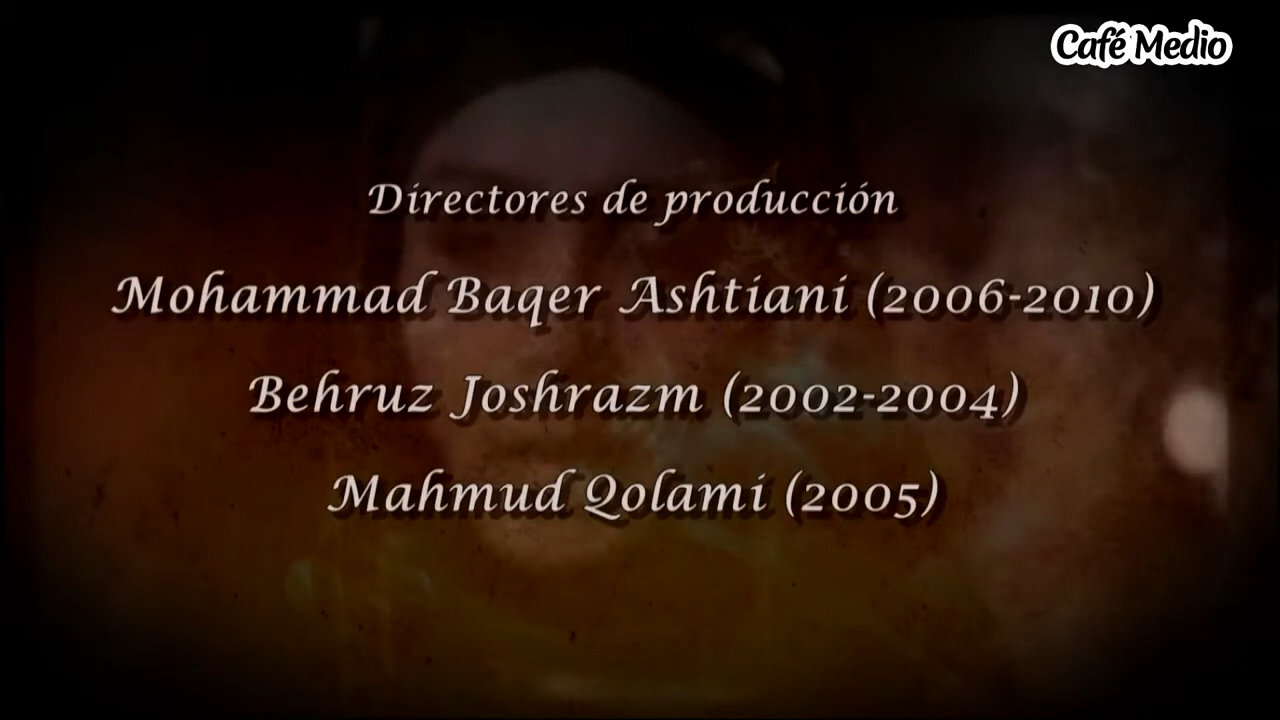 Café Medio
Directores de producción
Mohammad Baqer Ashtiani (2006-2010)
Behruz Joshrazm (2002-2004)
Mahmud Qolami (2005)